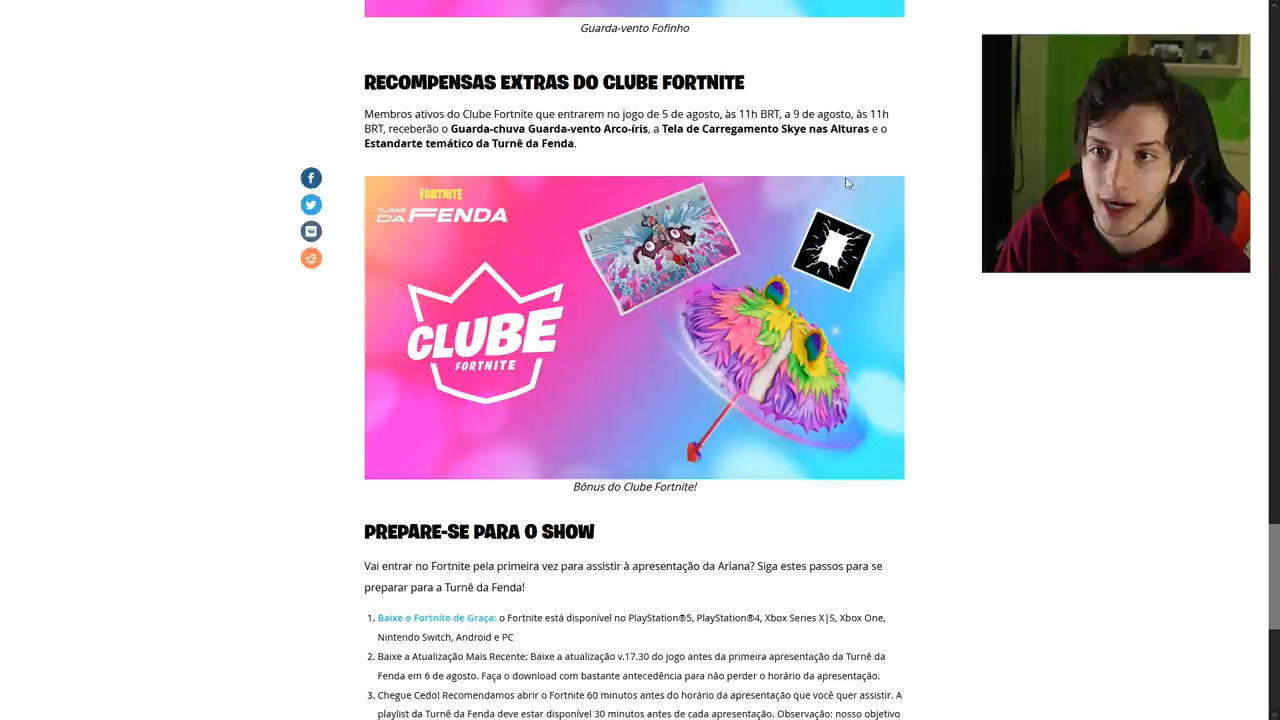 Guarda-vento Fofinho
RECOMPENSAS EXTRAS DO CLUBE FORTNITE
Membros ativos do Clube Fortnite que entrarem no jogo de 5 de agosto, às 11h BRT, a 9 de agosto, às 11h
BRT, receberão o Guarda-chuva Guarda-vento Arco-íris, a Tela de Carregamento Skye nas Alturas e o
Estandarte temático da Turnê da Fenda.
FORTNITE
TURNÊ
DA FENDA
CLUBE
FORTNITE
Bônus do Clube Fortnite!
PREPARE-SE PARA O SHOW
Vai entrar no Fortnite pela primeira vez para assistir à apresentação da Ariana? Siga estes passos para se
preparar para a Turnê da Fenda!
1. Baixe o Fortnite de Graça: o Fortnite está disponível no PlayStation®5, PlayStation®4, Xbox Series X|S, Xbox One,
Nintendo Switch, Android e PC
2. Baixe a Atualização Mais Recente: Baixe a atualização v.17.30 do jogo antes da primeira apresentação da Turnê da
Fenda em 6 de agosto. Faça o download com bastante antecedência para não perder o horário da apresentação.
3. Chegue Cedo! Recomendamos abrir o Fortnite 60 minutos antes do horário da apresentação que você quer assistir. A
playlist da Turnê da Fenda deve estar disponível 30 minutos antes de cada apresentação. Observação: nosso objetivo